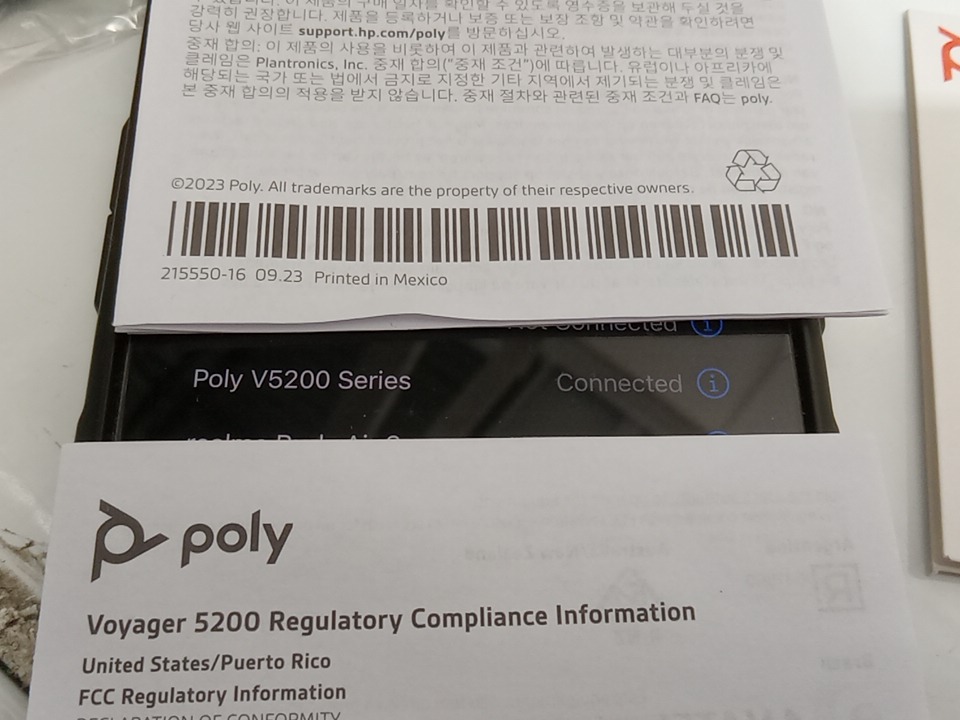 강력히 권장합니다. 제품을 등록하거나 보증 또는 보장 조항 및 약관을 확인하려면
당사 웹 사이트 support.hp.com/poly를 방문하십시오.
중재 합의: 이 제품의 사용을 비롯하여 이 제품과 관련하여 발생하는 대부분의 분쟁 및
클레임은 Plantronics, Inc. 중재 합의("중재 조건")에 따릅니다. 유럽이나 아프리카에
해당되는 국가 또는 법에서 금지로 지정한 기타 지역에서 제기되는 분쟁 및 클레임은
본 중재 합의의 적용을 받지 않습니다. 중재 절차와 관련된 중재 조건과 FAQ는 poly.
©2023 Poly. All trademarks are the property of their respective owners.
215550-16 09.23 Printed in Mexico
Not Connected
Poly V5200 Series Connected
poly
Voyager 5200 Regulatory Compliance Information
United States/Puerto Rico
FCC Regulatory Information
DECLARATION OF CONFORMITY